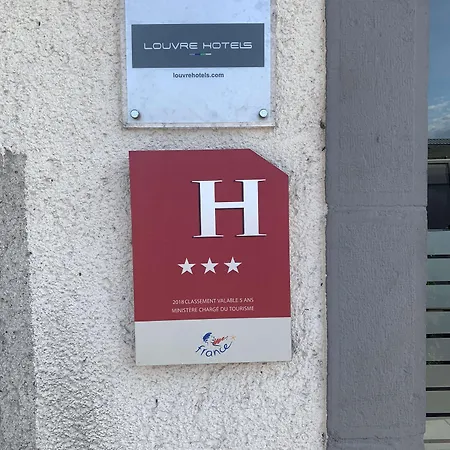 LOUVRE HOTELS
louvrehotels.com
H
2018 CLASSEMENT VALABLE 5 ANS
MINISTÈRE CHARGÉ DU TOURISME
france